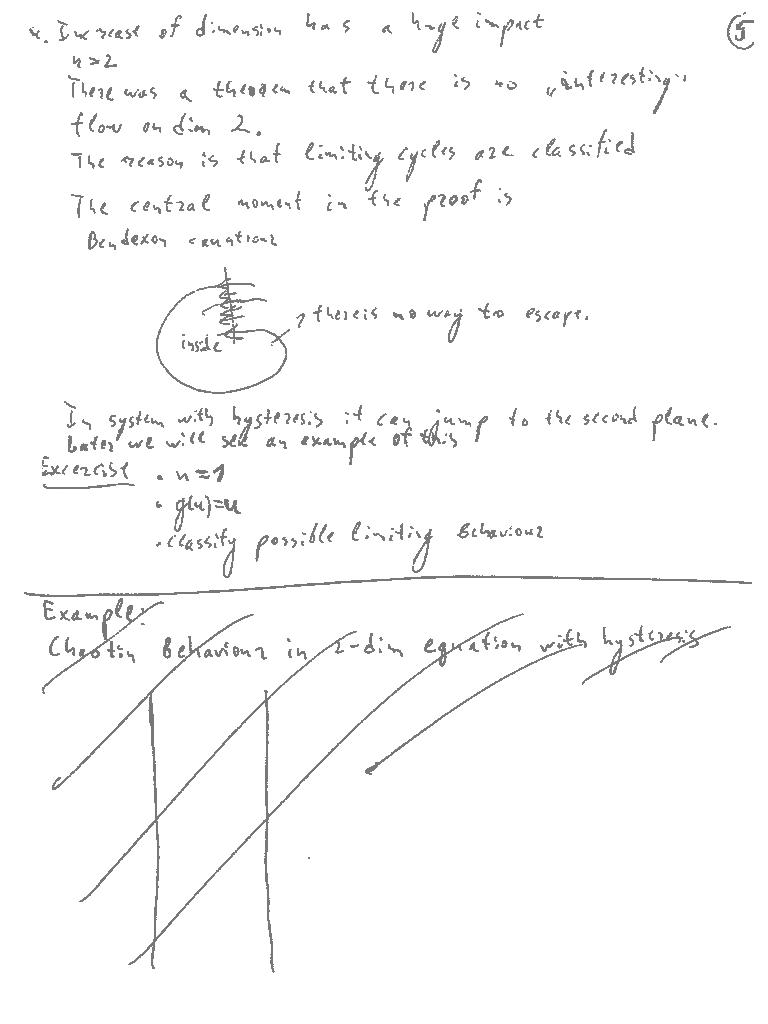 *. Increase of dimension has a huge impact
5
n>2
There was a theorem that there is no „interesting"
flow on dim 2.
The reason is that limiting cycles are classified
The central moment in the proof is
Bendexon
there is no way to escape.
inside
In system with hysteresis it can jump to the second plane.
Later we will see an example of this
Excercise • n=1
• g(u)=u
• classify possible limiting Behaviour
Example:
Chaotin Behaviour in 2-dim equation with hysteresis